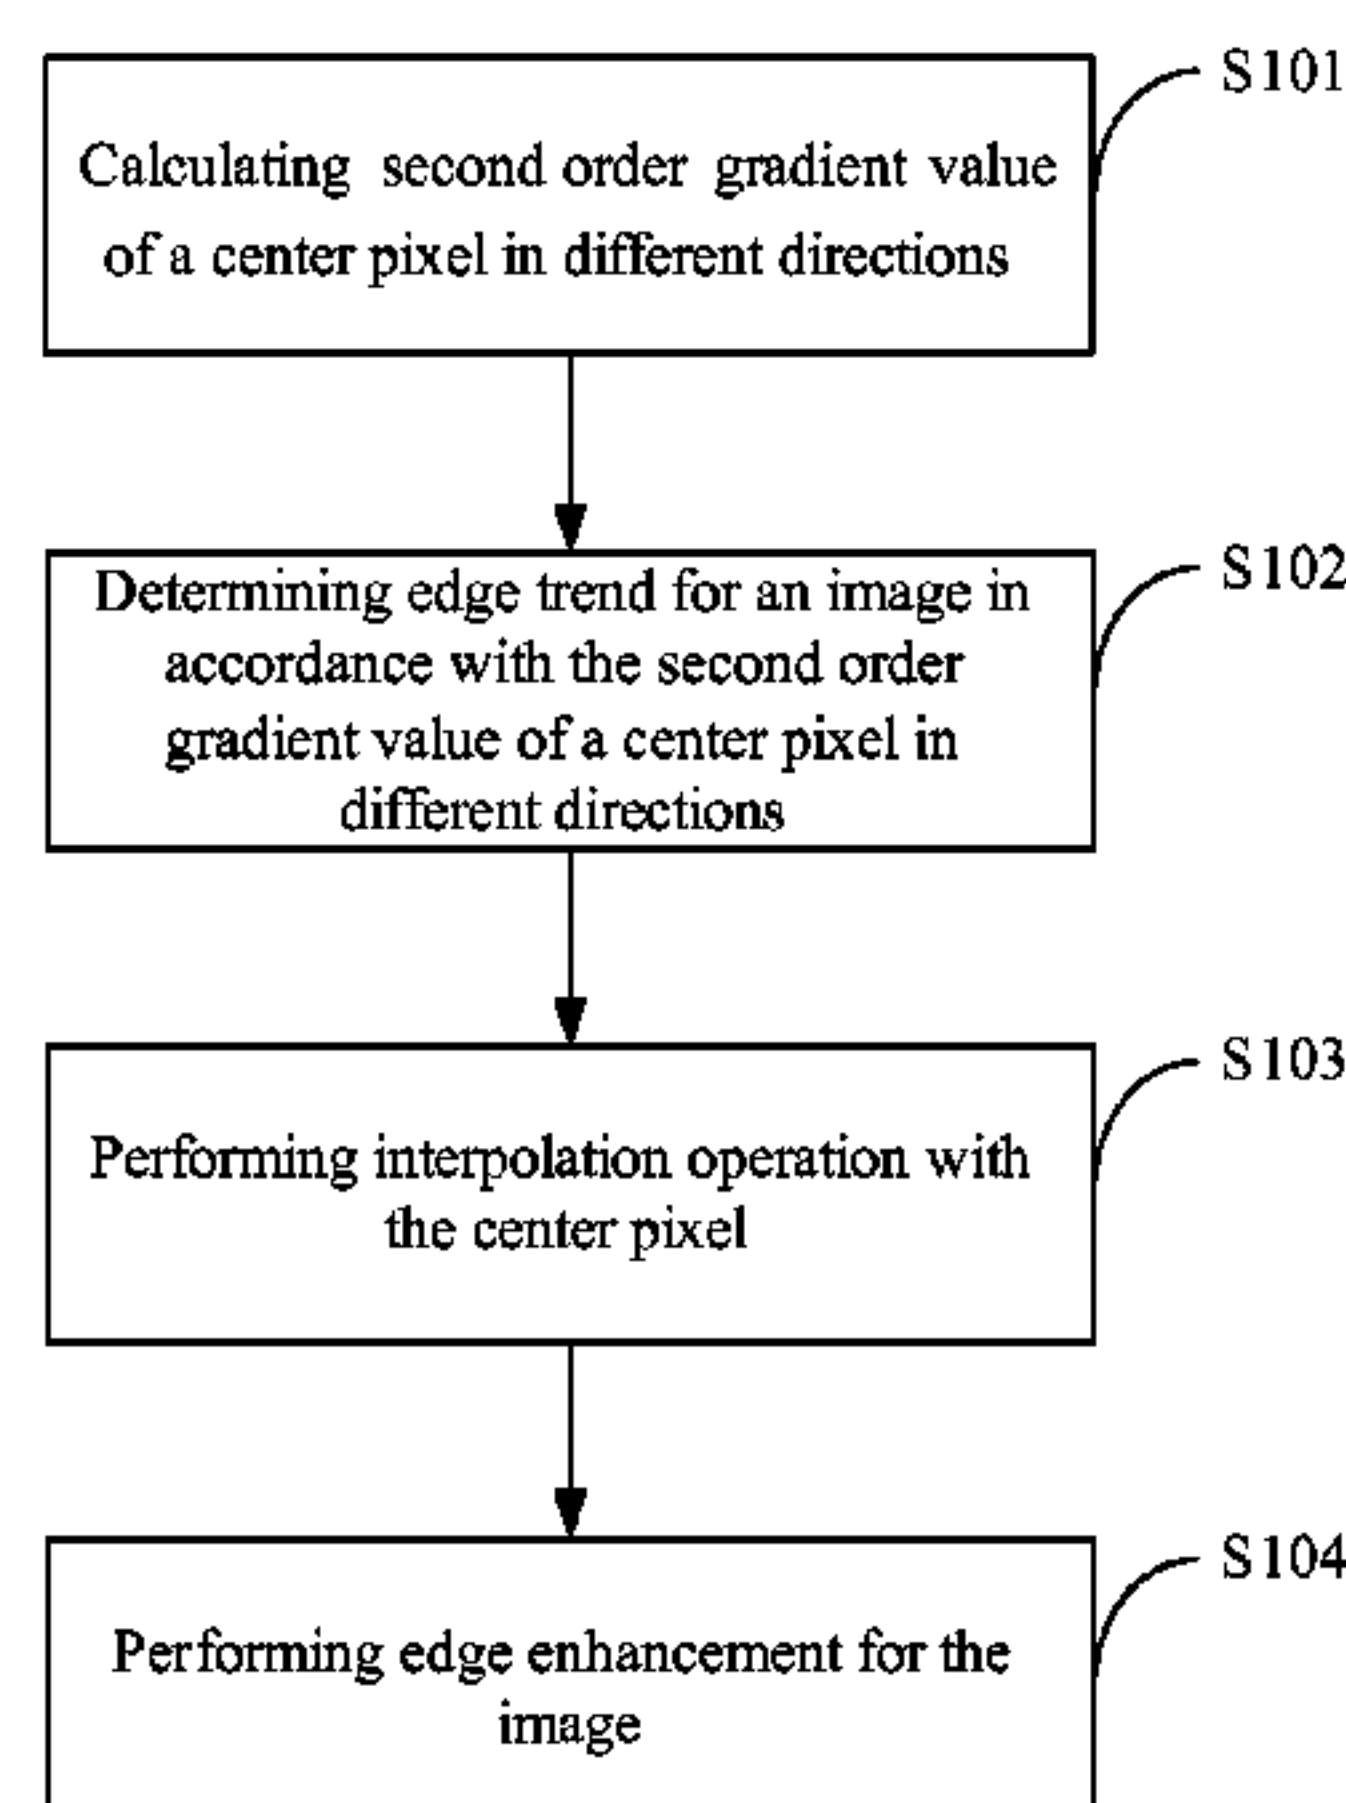 S101
Calculating second order gradient value
of a center pixel in different directions
S102
Determining edge trend for an image in
accordance with the second order
gradient value of a center pixel in
different directions
S103
Performing interpolation operation with
the center pixel
S104
Performing edge enhancement for the
image